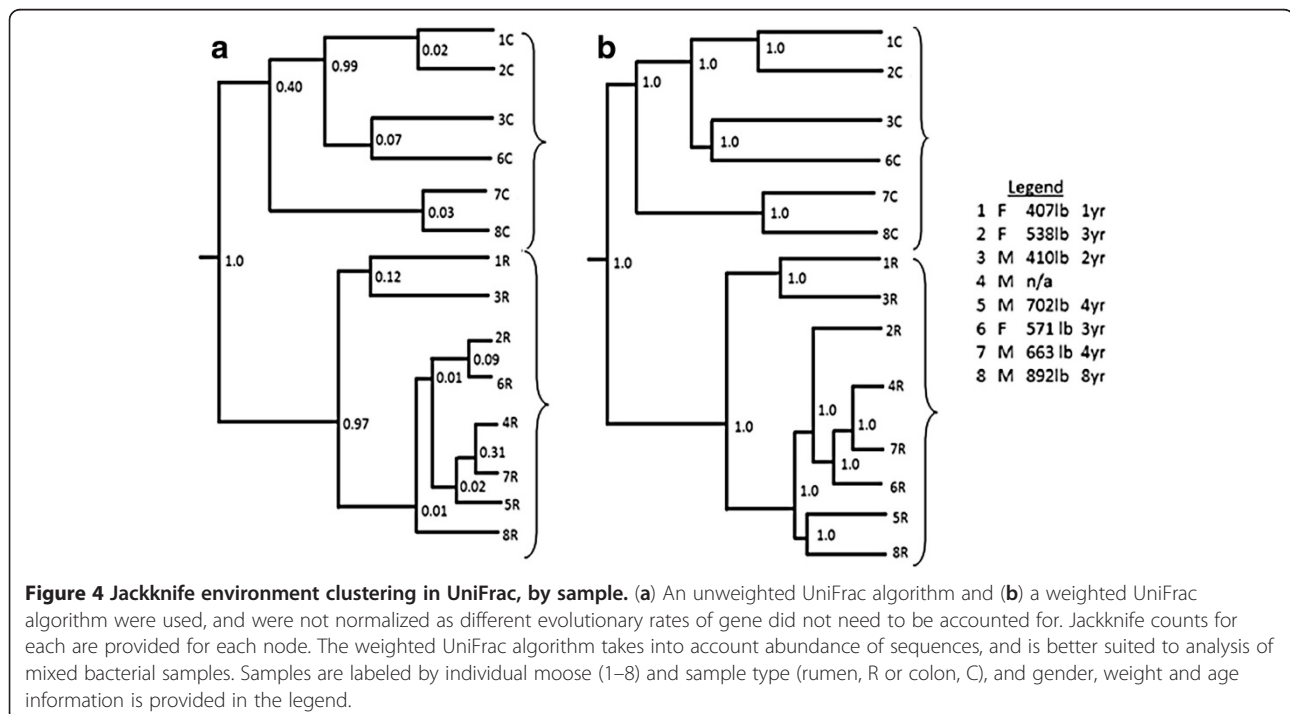 a
1C
0.02
2C
0.99
0.40
3C
0.07
6C
7C
0.03
8C
1.0
1R
0.12
3R
2R
0.09
0.01
6R
4R
0.97
0.31
7R
0.02
5R
0.01
8R
b
1C
1.0
2C
1.0
1.0
3C
1.0
6C
7C
1.0
8C
1.0
1R
1.0
3R
2R
4R
1.0
1.0
1.0
7R
1.0
6R
1.0
5R
1.0
8R
Legend
1 F 407lb 1yr
2 F 538lb 3yr
3 M 410lb 2yr
4 M n/a
5 M 702lb 4yr
6 F 571 lb 3yr
7 M 663 lb 4yr
8 M 892lb 8yr
Figure 4 Jackknife environment clustering in UniFrac, by sample. (a) An unweighted UniFrac algorithm and (b) a weighted UniFrac
algorithm were used, and were not normalized as different evolutionary rates of gene did not need to be accounted for. Jackknife counts for
each are provided for each node. The weighted UniFrac algorithm takes into account abundance of sequences, and is better suited to analysis of
mixed bacterial samples. Samples are labeled by individual moose (1–8) and sample type (rumen, R or colon, C), and gender, weight and age
information is provided in the legend.